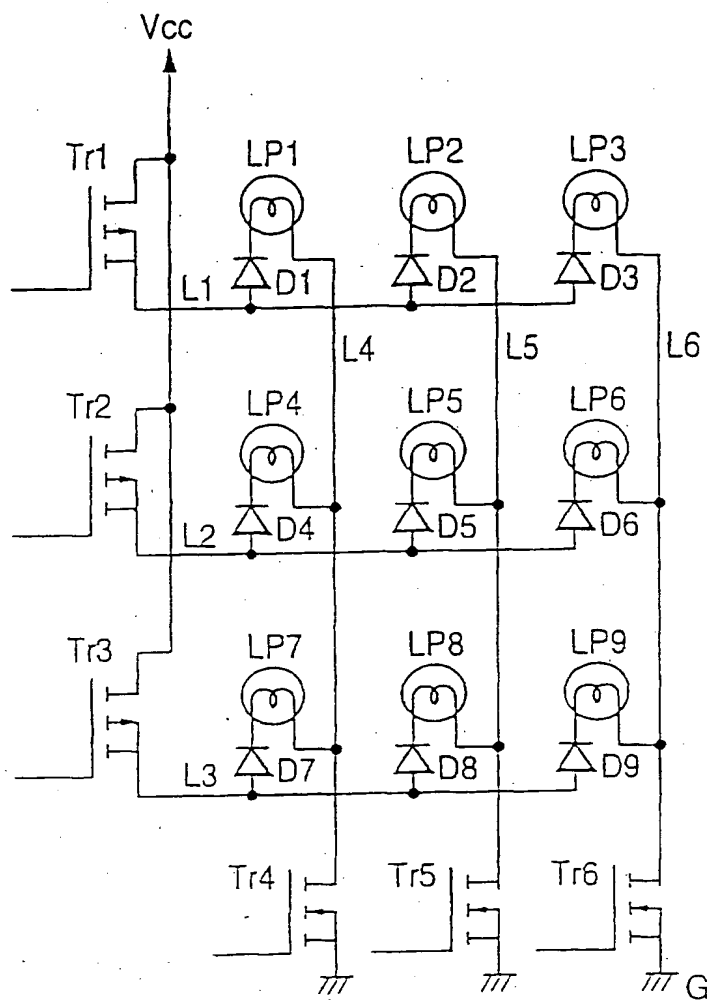 Vcc
Tr1 LP1 LP2 LP3
L1 D1 D2 D3
L4 L5 L6
Tr2 LP4 LP5 LP6
L2 D4 D5 D6
Tr3 LP7 LP8 LP9
L3 D7 D8 D9
Tr4 Tr5 Tr6
G